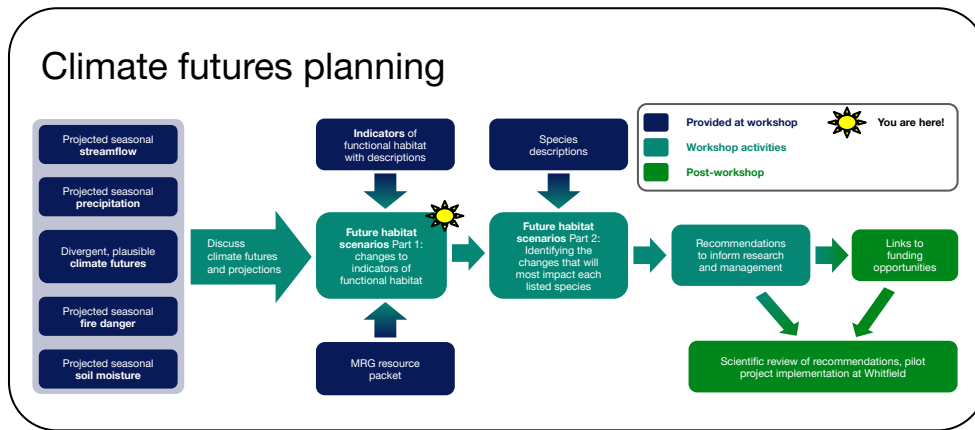 Climate futures planning
Provided at workshop
You are here!
Workshop activities
Post-workshop
Projected seasonal
streamflow
Projected seasonal
precipitation
Divergent, plausible
climate futures
Projected seasonal
fire danger
Projected seasonal
soil moisture
Discuss
climate futures
and projections
Indicators of
functional habitat
with descriptions
Future habitat
scenarios Part 1:
changes to
indicators of
functional habitat
MRG resource
packet
Species
descriptions
Future habitat
scenarios Part 2:
Identifying the
changes that will
most impact each
listed species
Recommendations
to inform research
and management
Links to
funding
opportunities
Scientific review of recommendations, pilot
project implementation at Whitfield